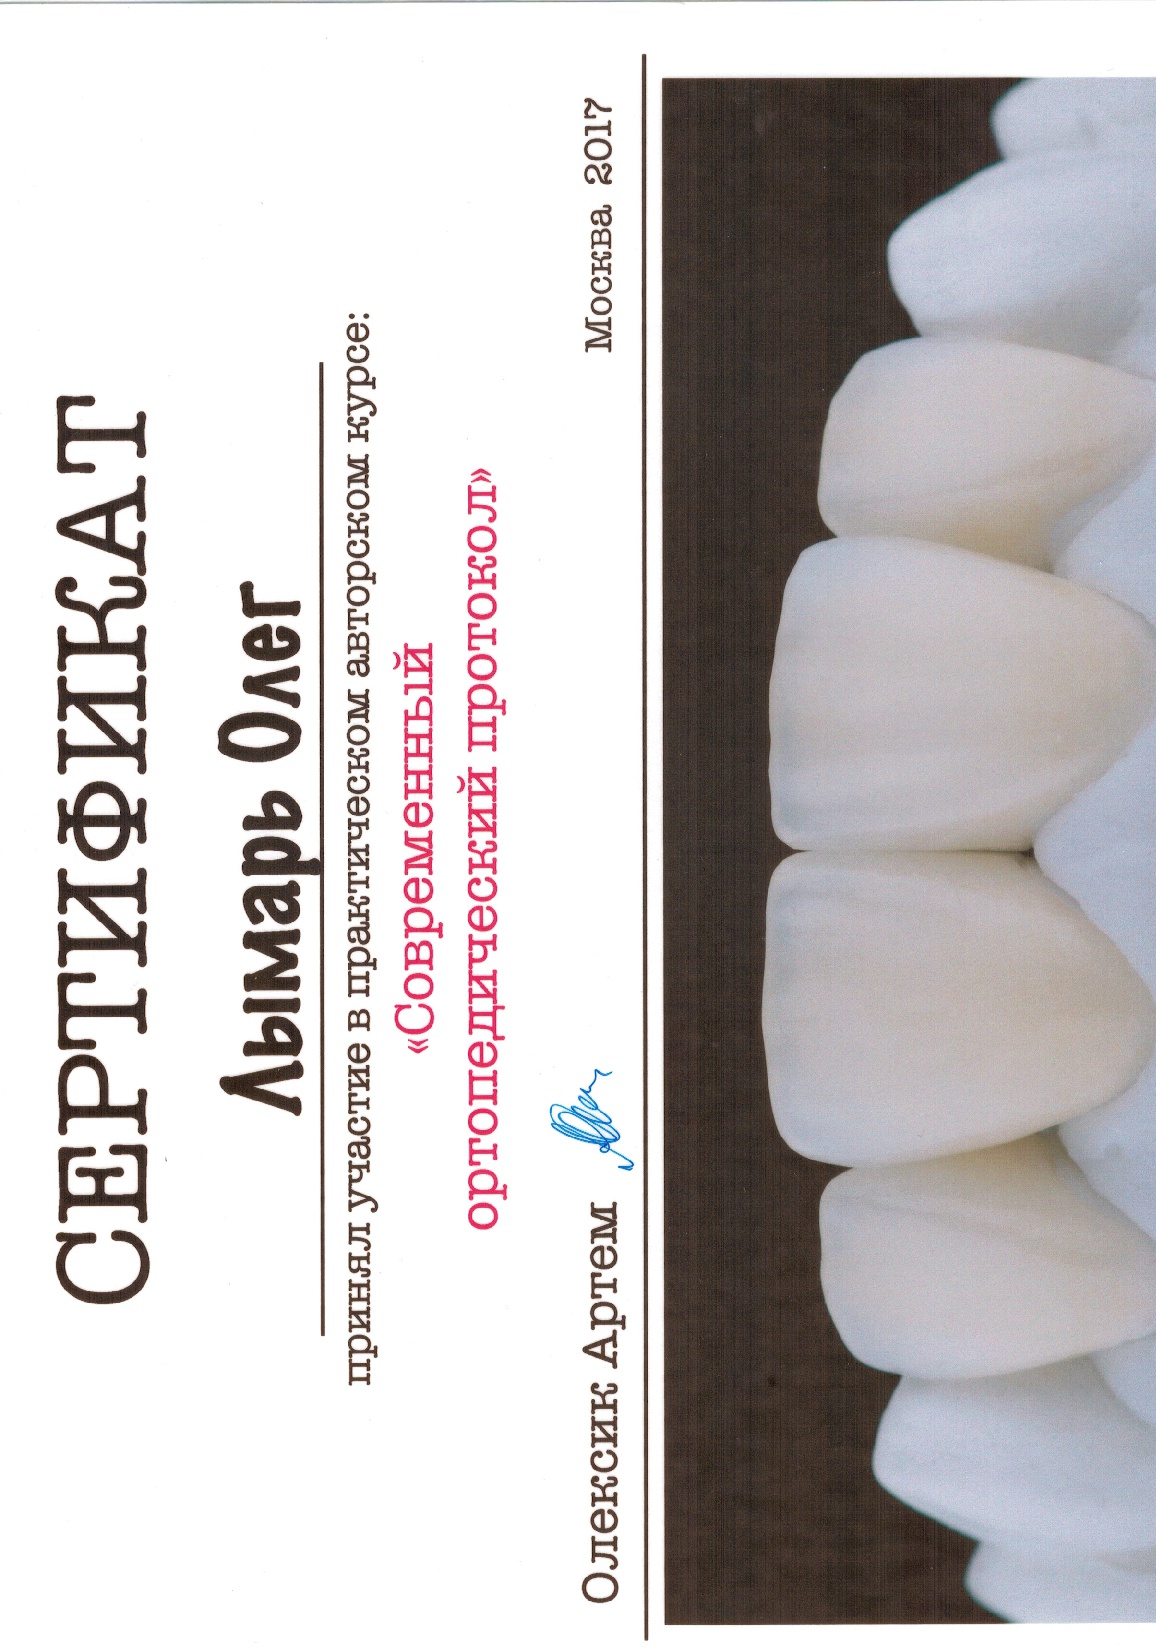 СЕРТИФИКАТ
Лымарь Олег
принял участие в практическом авторском курсе:
«Современный
ортопедический протокол»
Олексик Артем
Москва 2017